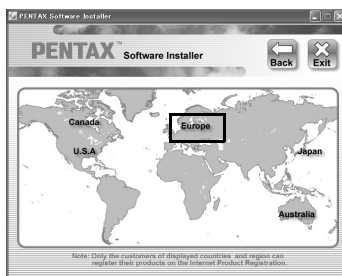 PENTAX Software Installer
PENTAX™ Software Installer
Back
Exit
Canada
Europe
U.S.A
Japan
Australia
Note: Only the customers of displayed countries and region can
register their products on the Internet Product Registration.